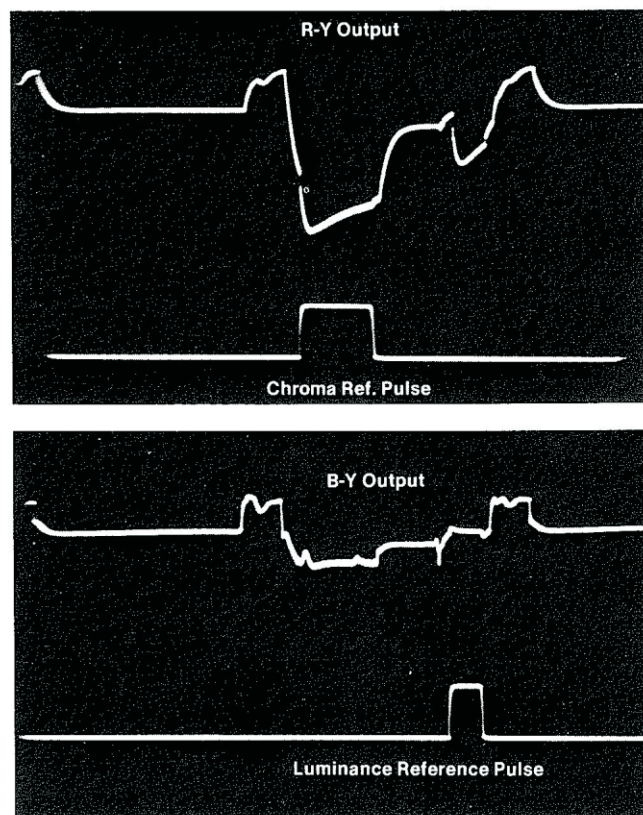 R-Y Output
Chroma Ref. Pulse
B-Y Output
Luminance Reference Pulse